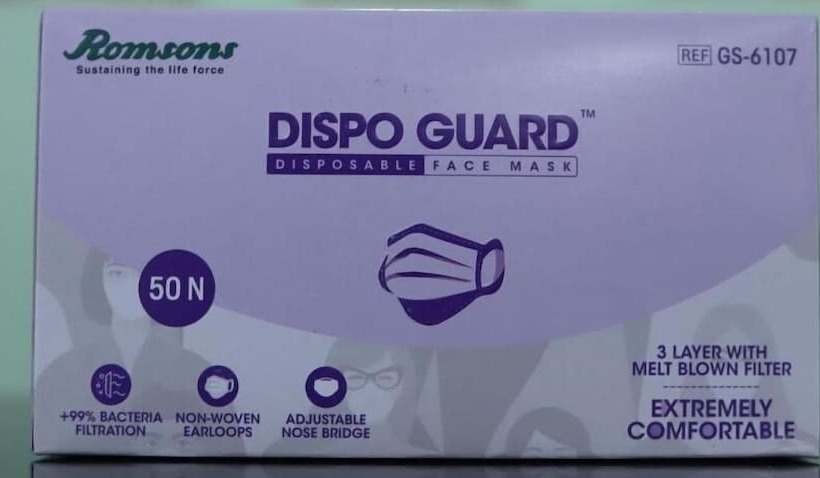 Romsons
Sustaining the life force
REF GS-6107
DISPO GUARD™
DISPOSABLE FACE MASK
50 N
3 LAYER WITH
MELT BLOWN FILTER
EXTREMELY
COMFORTABLE
+99% BACTERIA
FILTRATION
NON-WOVEN
EARLOOPS
ADJUSTABLE
NOSE BRIDGE